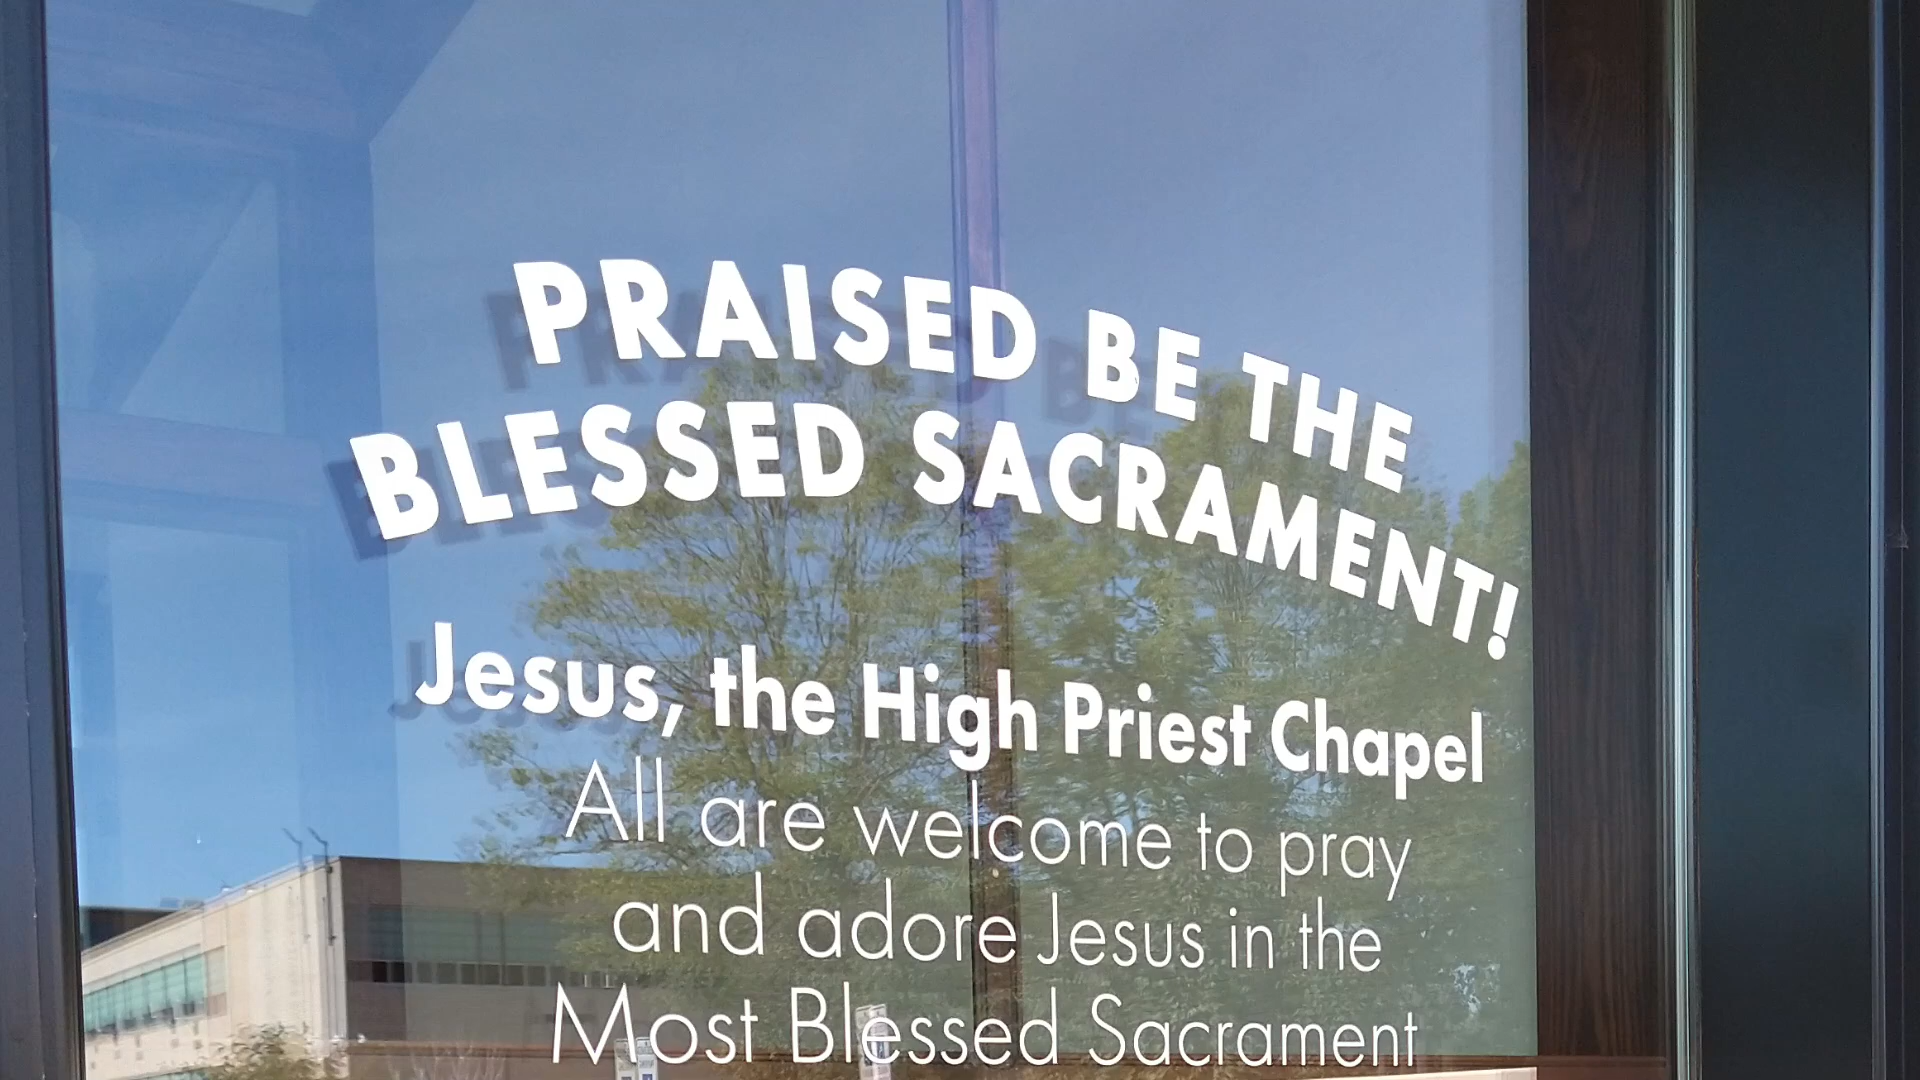 PRAISED BE THE
BLESSED SACRAMENT!
Jesus, the High Priest Chapel
All are welcome to pray
and adore Jesus in the
Most Blessed Sacrament